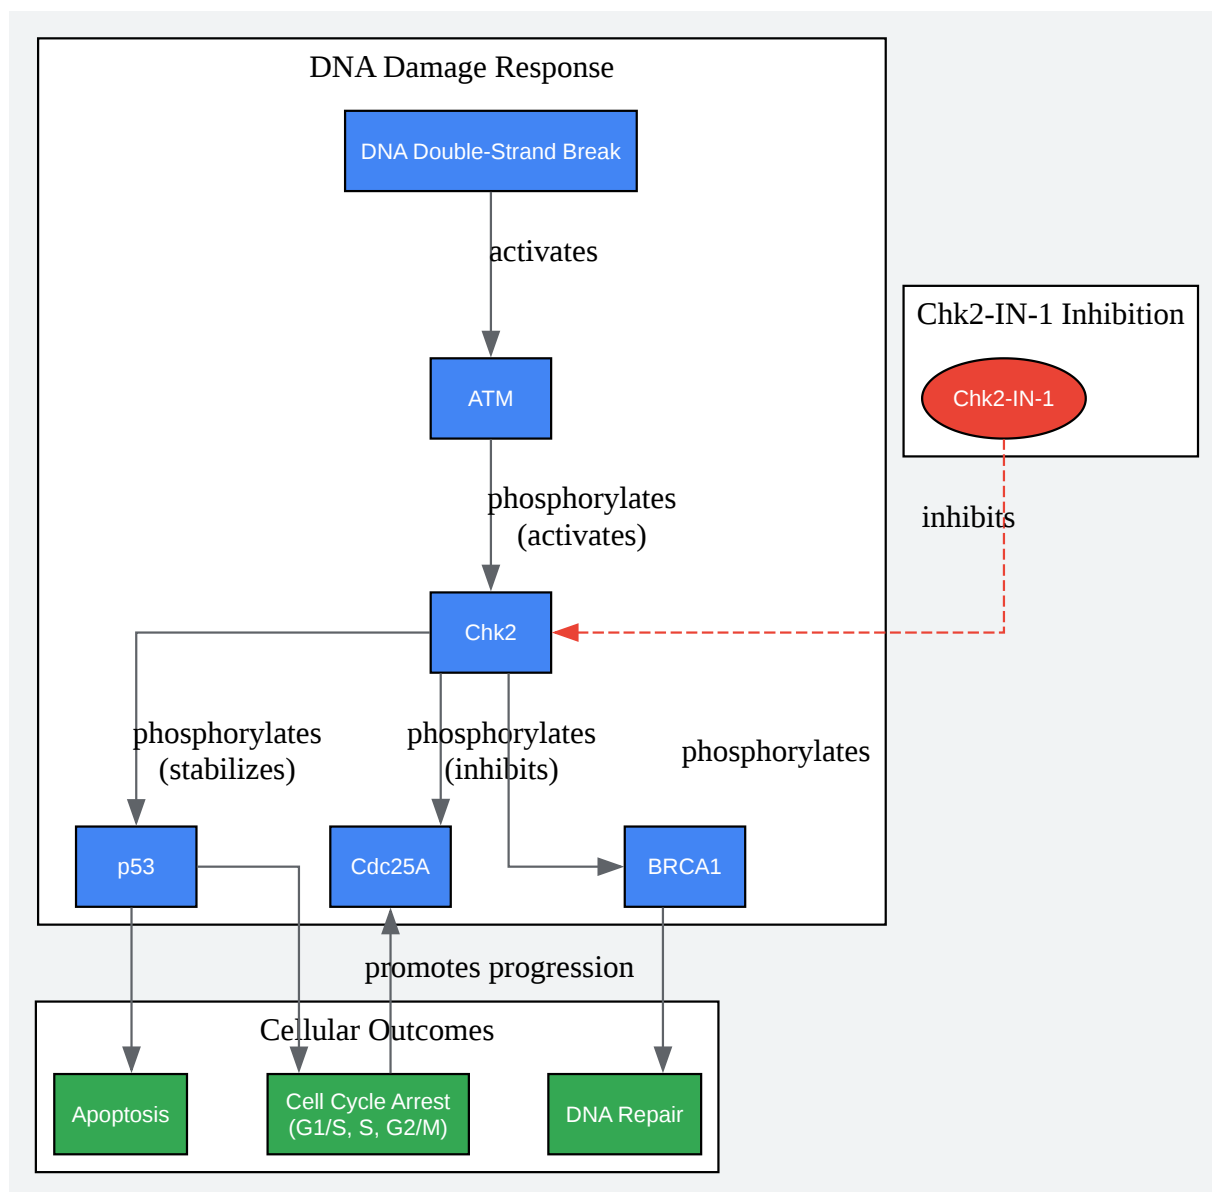 DNA Damage Response
DNA Double-Strand Break
activates
ATM
Chk2-IN-1 Inhibition
Chk2-IN-1
phosphorylates
(activates)
inhibits
Chk2
phosphorylates
(stabilizes)
phosphorylates
(inhibits)
phosphorylates
p53
Cdc25A
BRCA1
promotes progression
Cellular Outcomes
Apoptosis
Cell Cycle Arrest
(G1/S, S, G2/M)
DNA Repair